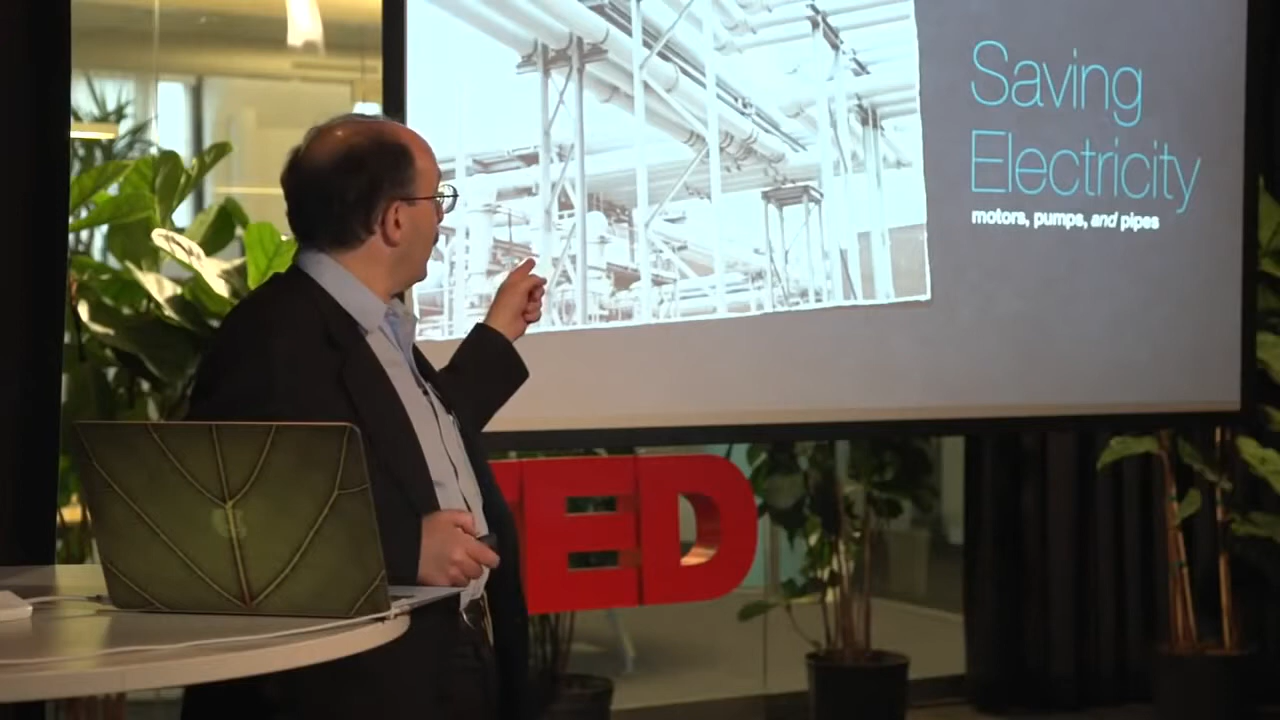 Saving
Electricity
motors, pumps, and pipes
TED